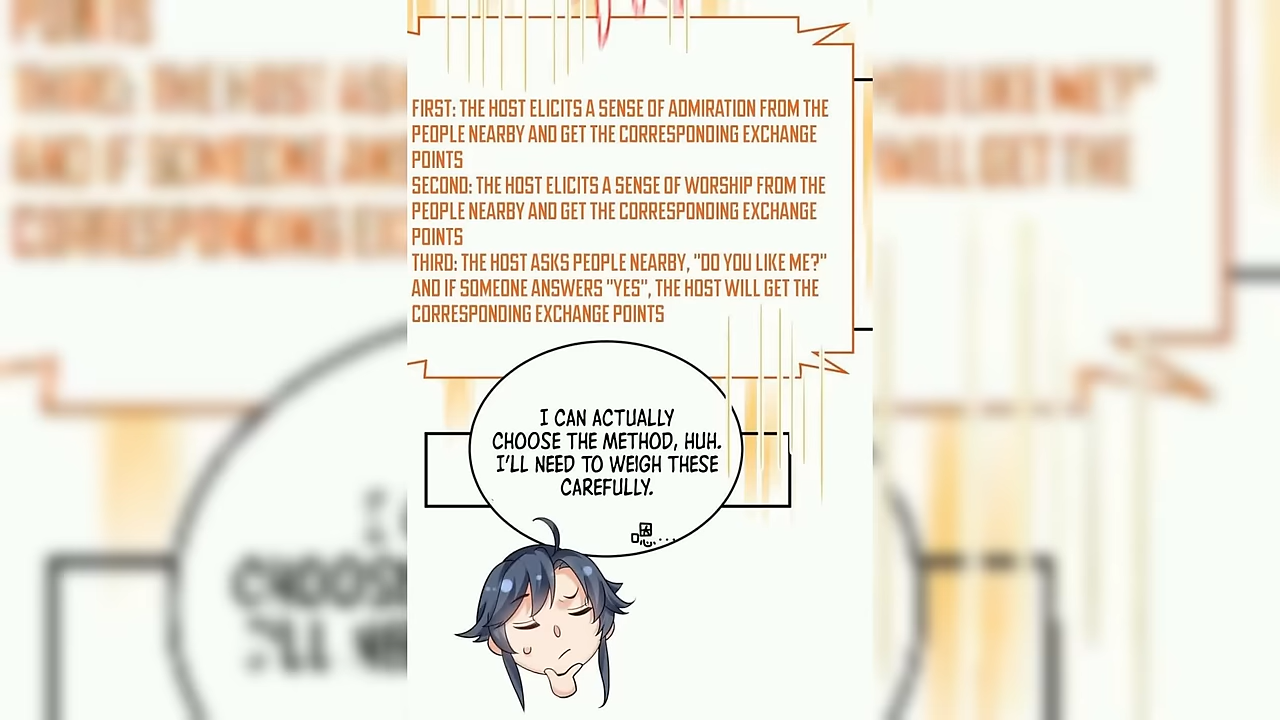 FIRST: THE HOST ELICITS A SENSE OF ADMIRATION FROM THE
PEOPLE NEARBY AND GET THE CORRESPONDING EXCHANGE
POINTS
SECOND: THE HOST ELICITS A SENSE OF WORSHIP FROM THE
PEOPLE NEARBY AND GET THE CORRESPONDING EXCHANGE
POINTS
THIRD: THE HOST ASKS PEOPLE NEARBY, "DO YOU LIKE ME?"
AND IF SOMEONE ANSWERS "YES", THE HOST WILL GET THE
CORRESPONDING EXCHANGE POINTS
I CAN ACTUALLY
CHOOSE THE METHOD, HUH.
I'LL NEED TO WEIGH THESE
CAREFULLY.
嗯...